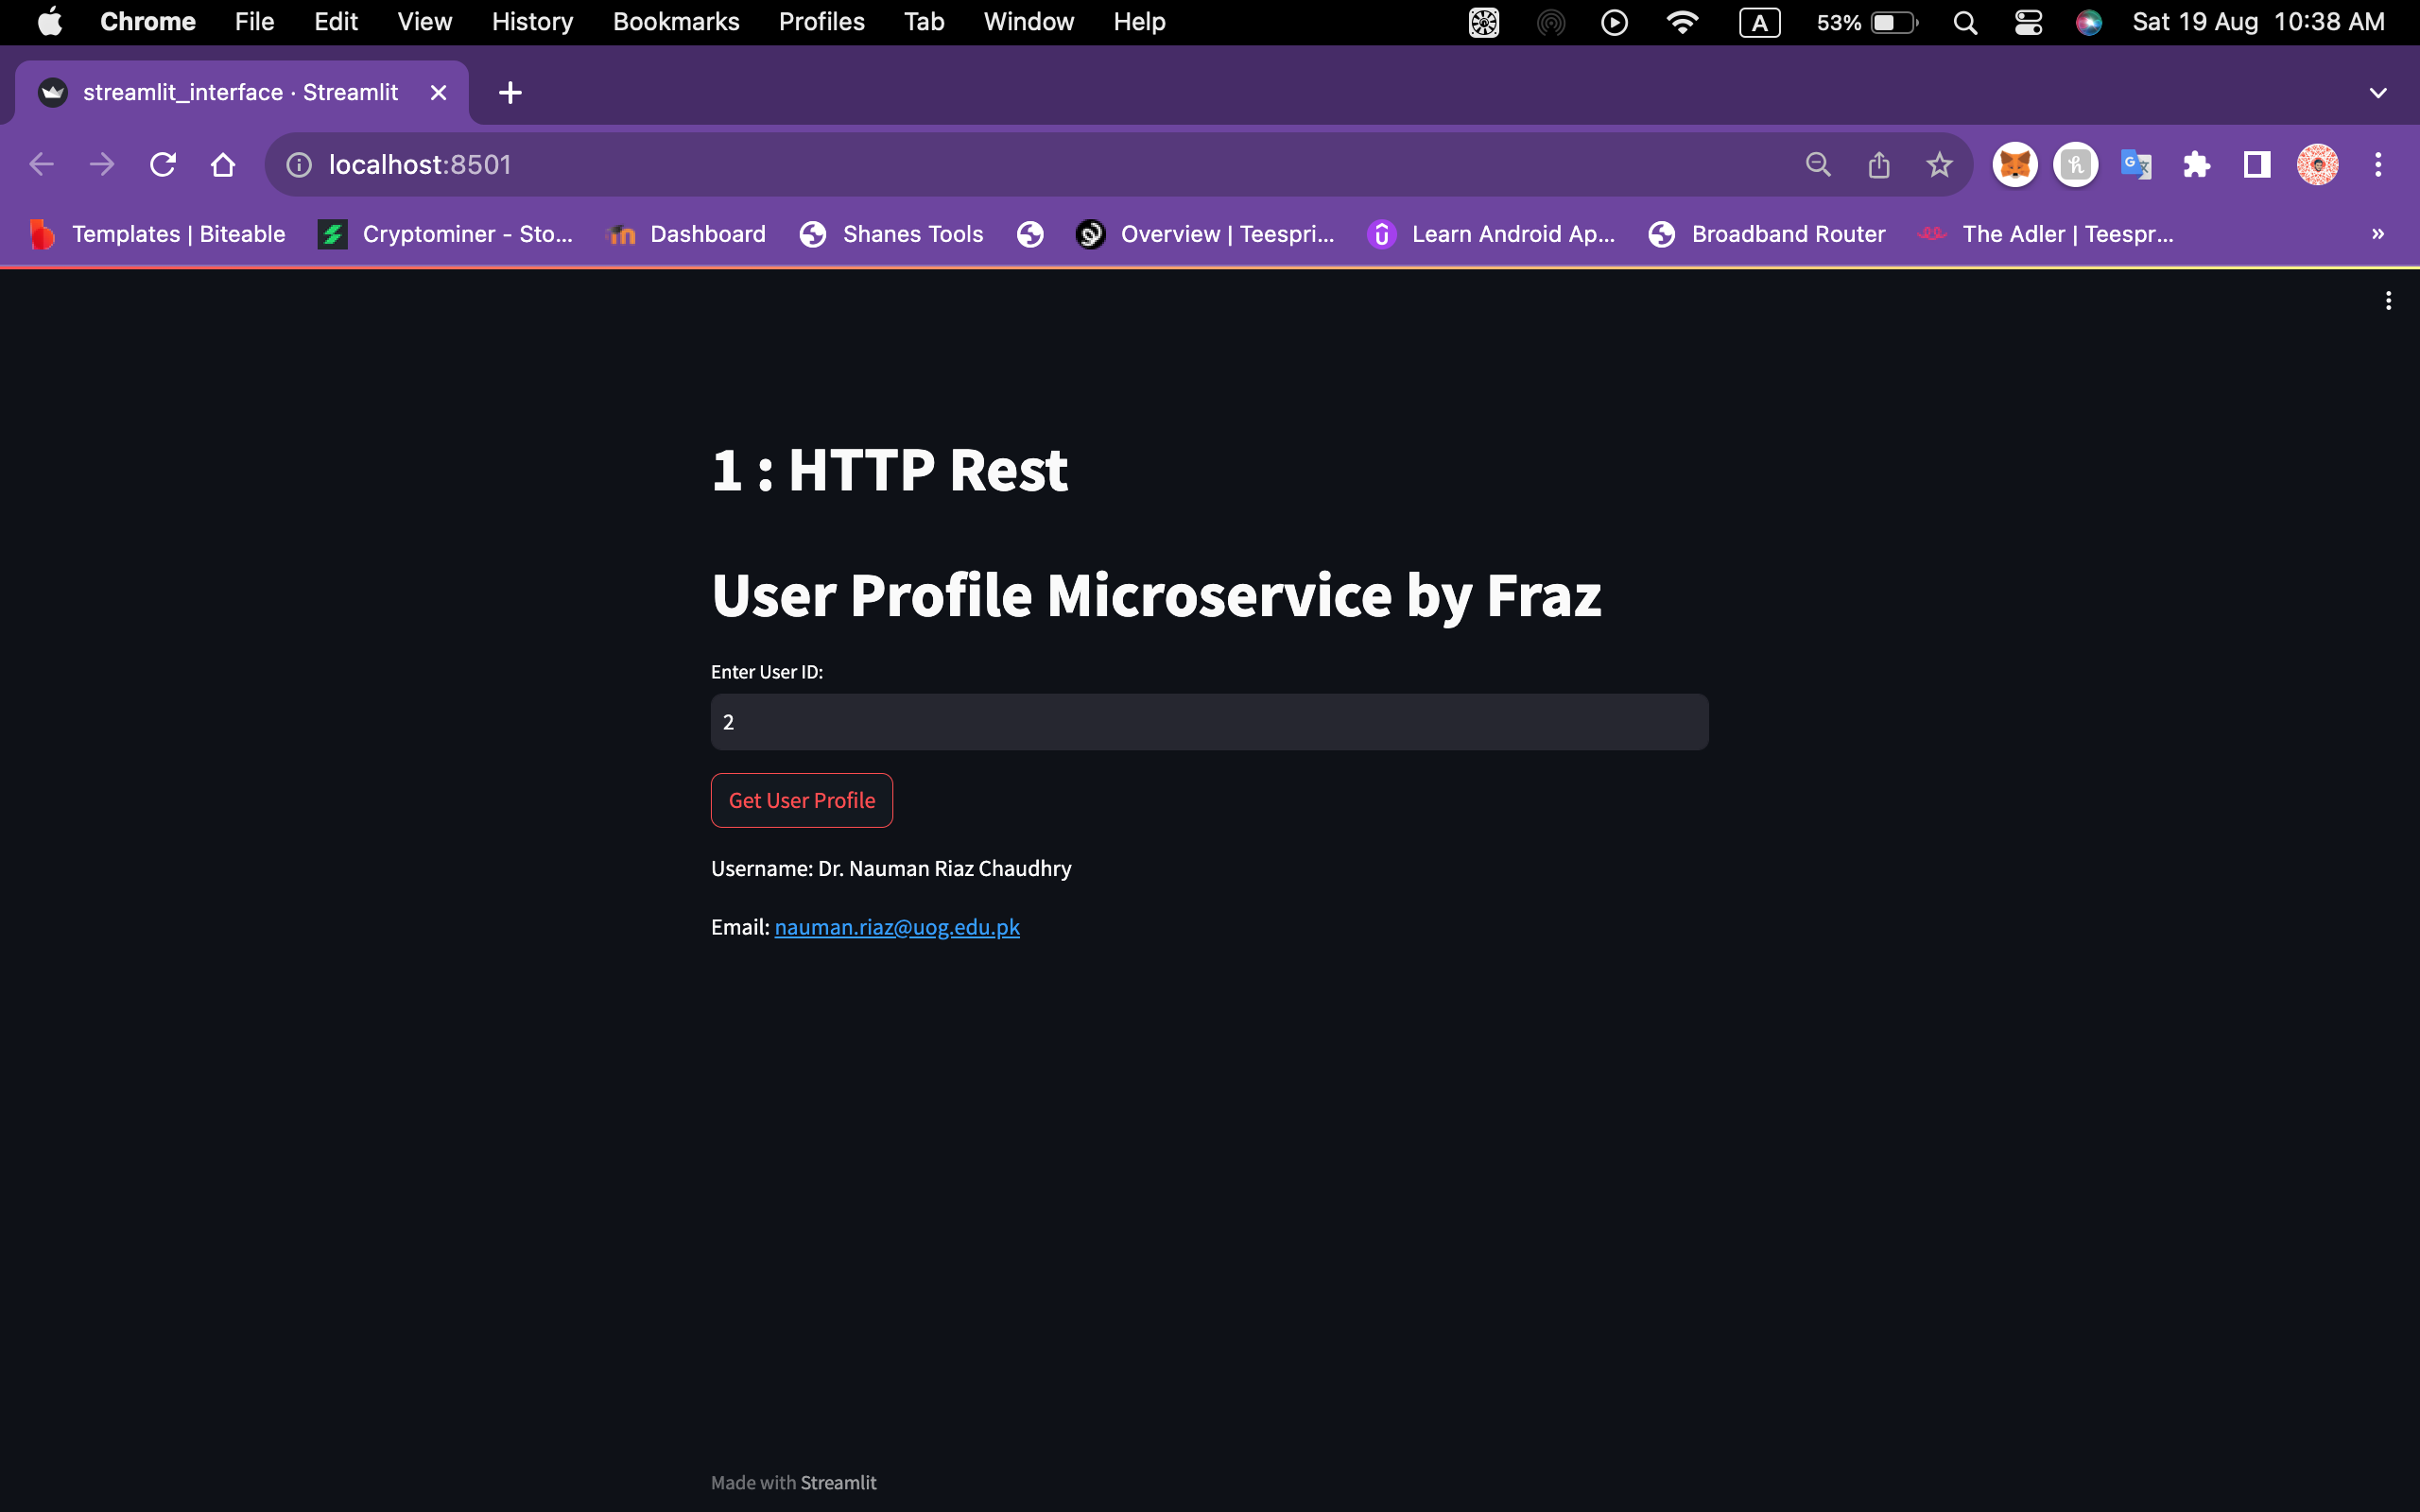 Chrome File Edit View History Bookmarks Profiles Tab Window Help A 53% Sat 19 Aug 10:38 AM
streamlit_interface · Streamlit
localhost:8501
Templates | Biteable Cryptominer - Sto... Dashboard Shanes Tools Overview | Teespri... Learn Android Ap... Broadband Router The Adler | Teespr... »
1 : HTTP Rest
User Profile Microservice by Fraz
Enter User ID:
2
Get User Profile
Username: Dr. Nauman Riaz Chaudhry
Email: nauman.riaz@uog.edu.pk
Made with Streamlit